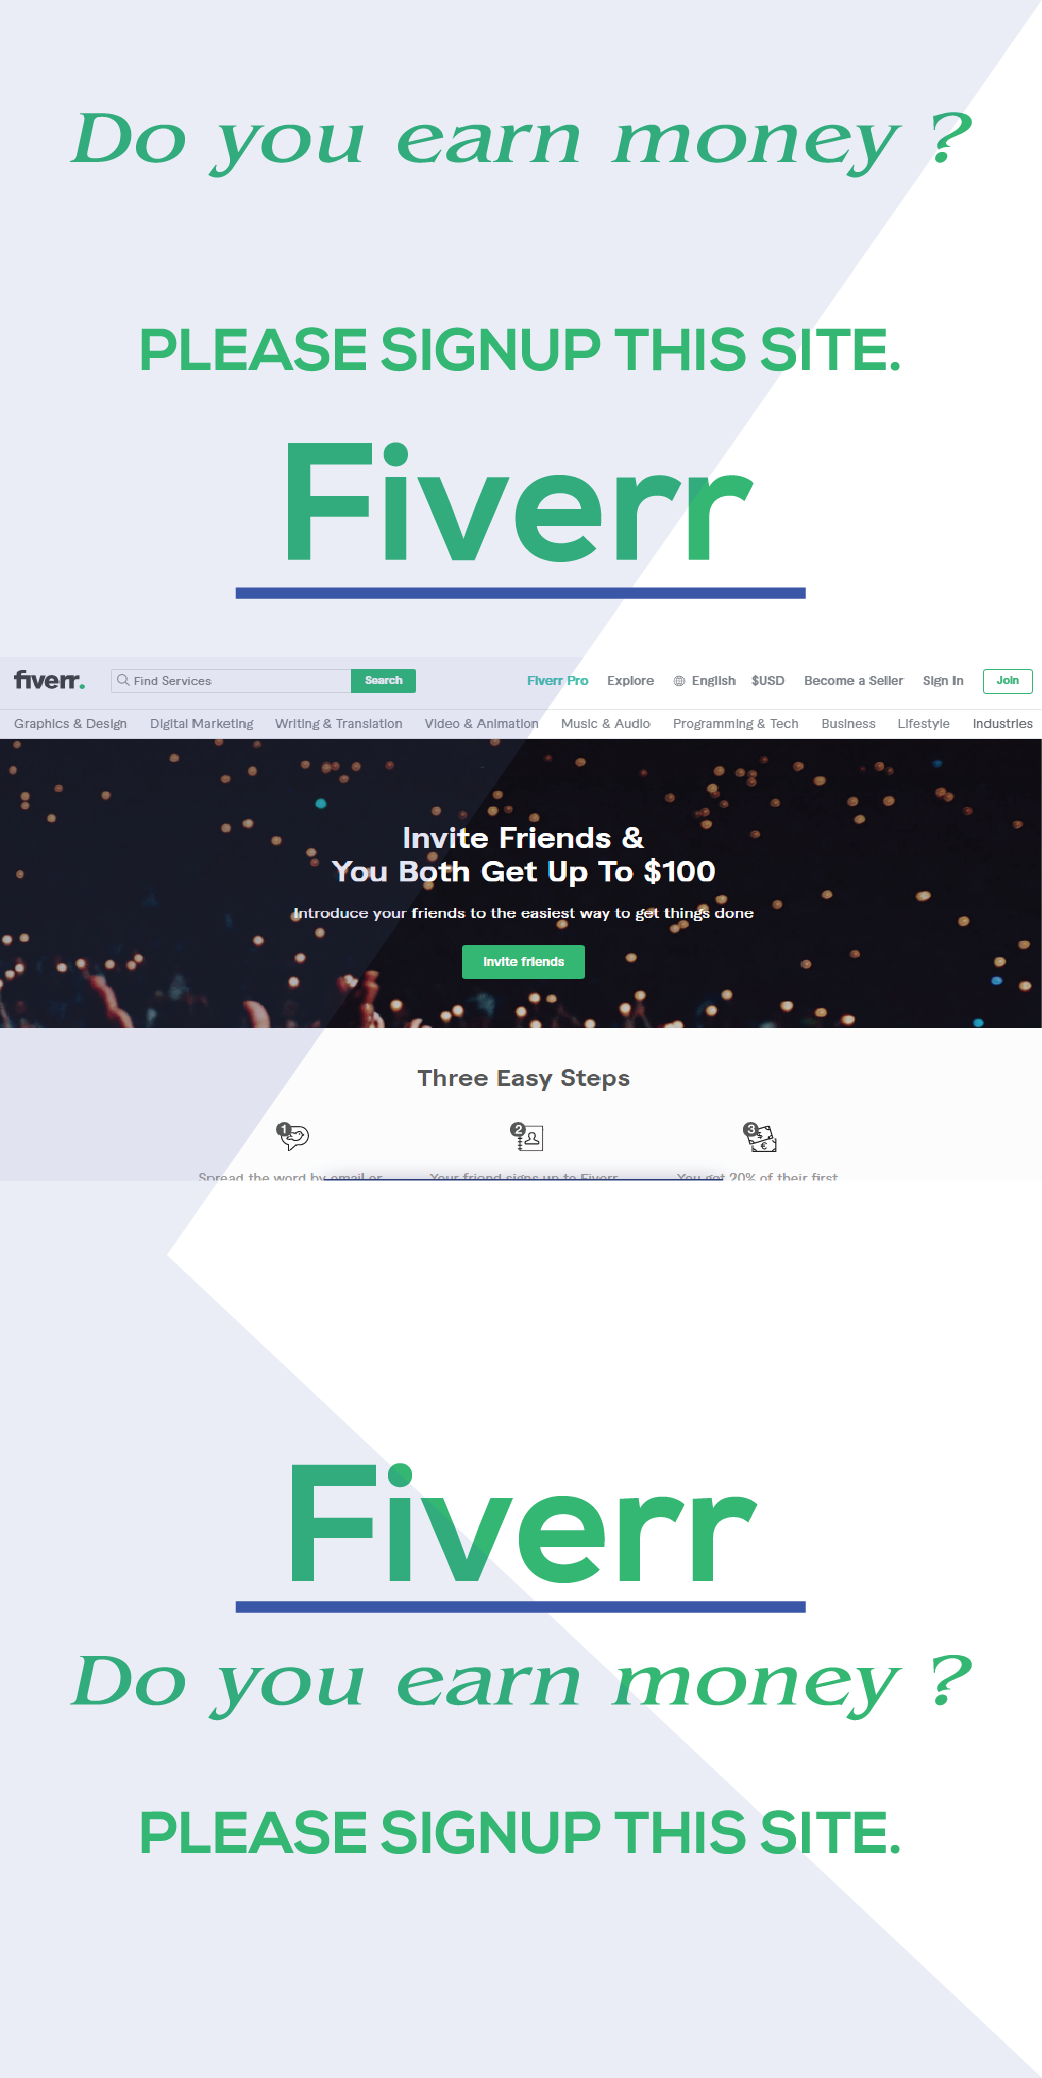 Do you earn money ?
PLEASE SIGNUP THIS SITE.
Fiverr
fiverr. Find Services Search Fiverr Pro Explore English $USD Become a Seller Sign In Join
Graphics & Design Digital Marketing Writing & Translation Video & Animation Music & Audio Programming & Tech Business Lifestyle Industries
Invite Friends &
You Both Get Up To $100
Introduce your friends to the easiest way to get things done
Invite friends
Three Easy Steps
1 2 3
Spread the word by email or Your friend signs up to Fiverr You get 20% of their first
Fiverr
Do you earn money ?
PLEASE SIGNUP THIS SITE.